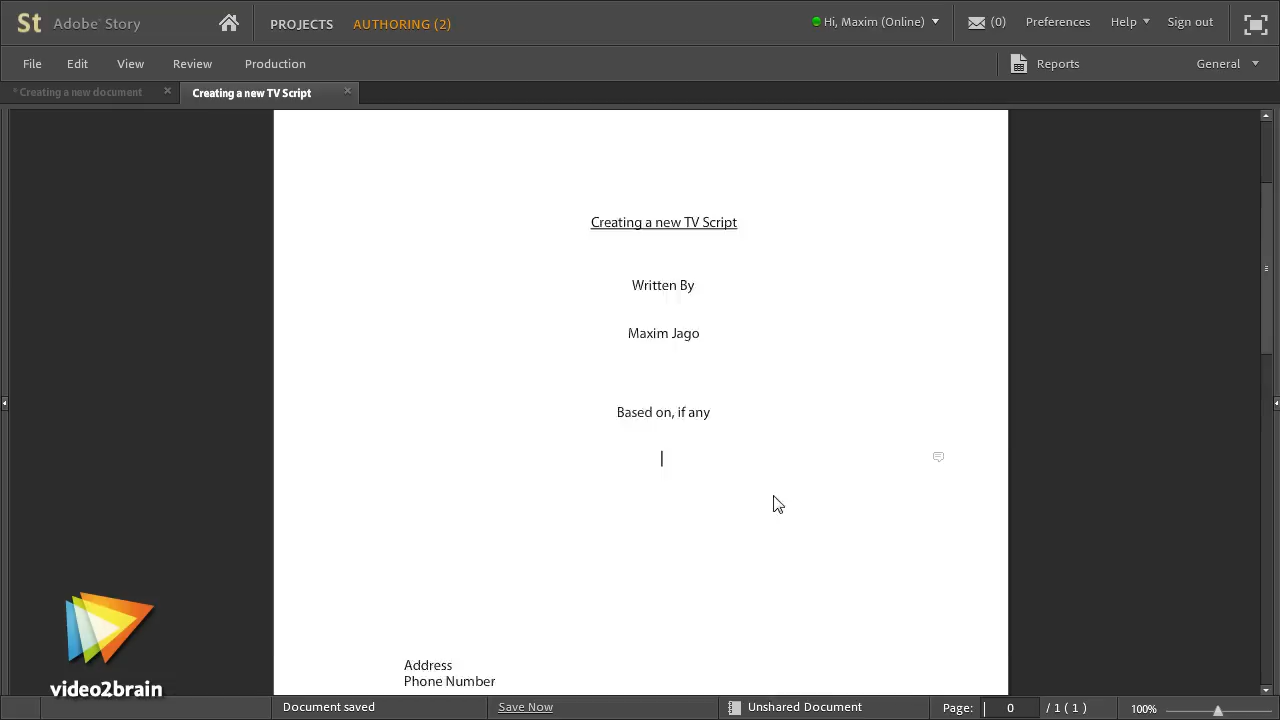 St Adobe® Story PROJECTS AUTHORING (2) Hi, Maxim (Online) (0) Preferences Help Sign out
File Edit View Review Production Reports General
* Creating a new document × Creating a new TV Script ×
Creating a new TV Script
Written By
Maxim Jago
Based on, if any
Address
Phone Number
video2brain
Document saved Save Now Unshared Document Page: 0 / 1 ( 1 ) 100%